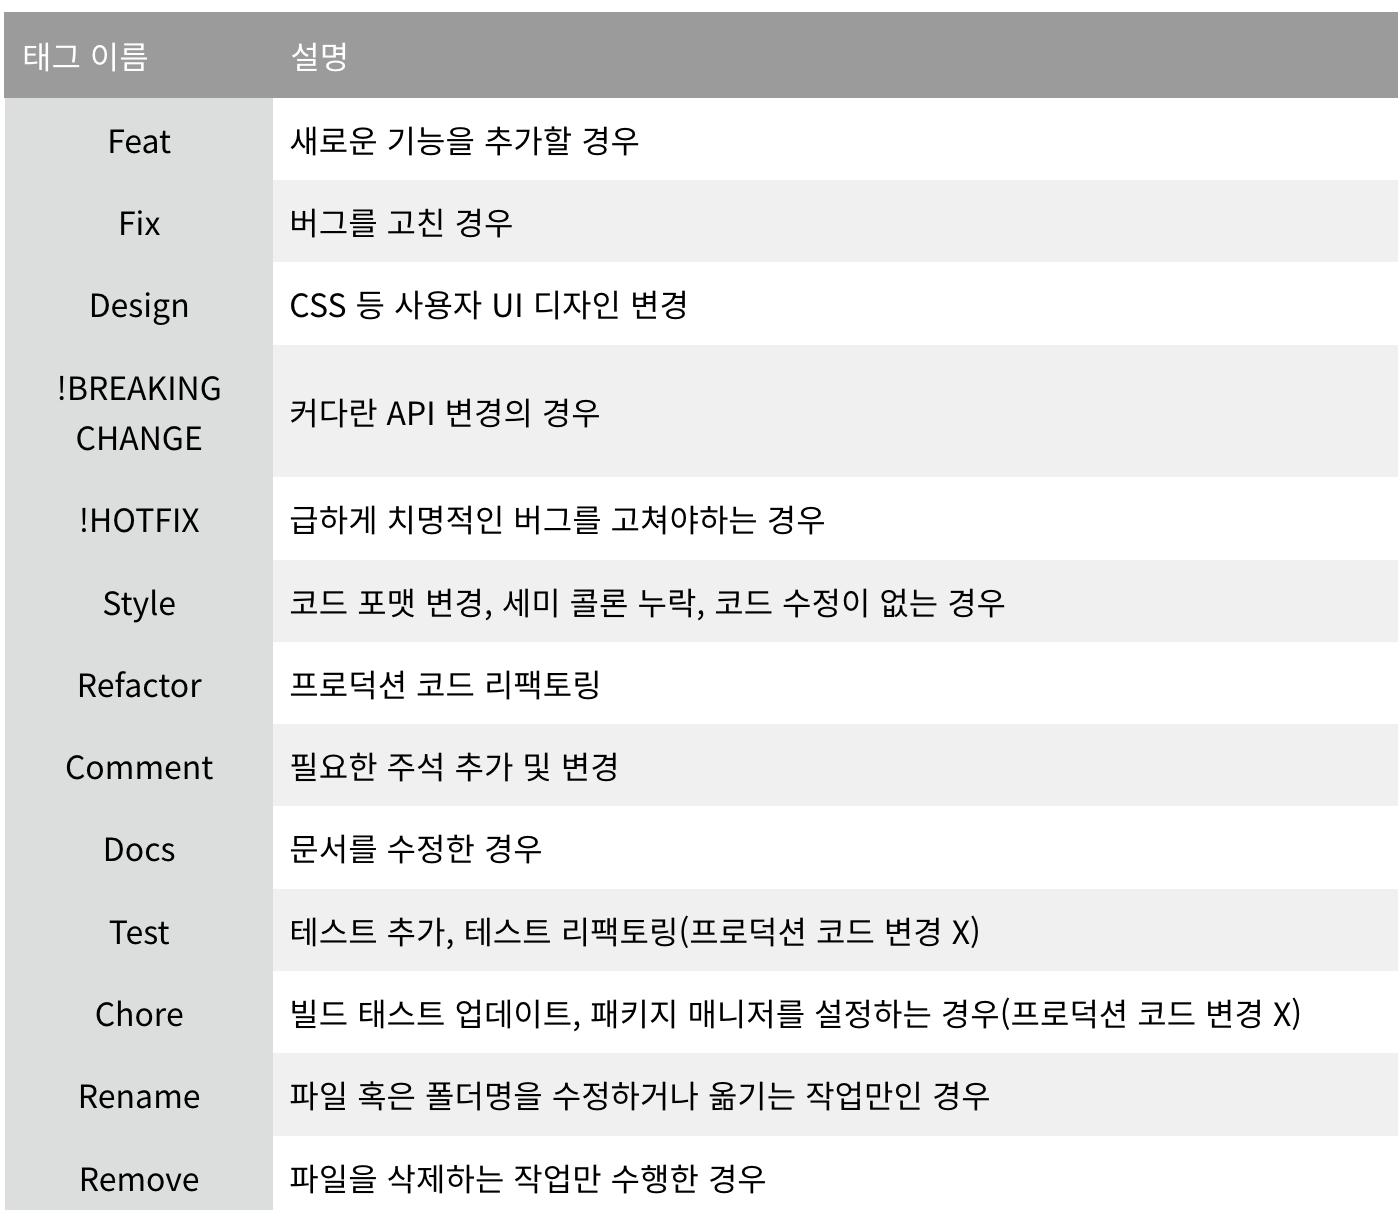 태그 이름 설명
Feat 새로운 기능을 추가할 경우
Fix 버그를 고친 경우
Design CSS 등 사용자 UI 디자인 변경
!BREAKING
CHANGE 커다란 API 변경의 경우
!HOTFIX 급하게 치명적인 버그를 고쳐야하는 경우
Style 코드 포맷 변경, 세미 콜론 누락, 코드 수정이 없는 경우
Refactor 프로덕션 코드 리팩토링
Comment 필요한 주석 추가 및 변경
Docs 문서를 수정한 경우
Test 테스트 추가, 테스트 리팩토링(프로덕션 코드 변경 X)
Chore 빌드 태스트 업데이트, 패키지 매니저를 설정하는 경우(프로덕션 코드 변경 X)
Rename 파일 혹은 폴더명을 수정하거나 옮기는 작업만인 경우
Remove 파일을 삭제하는 작업만 수행한 경우